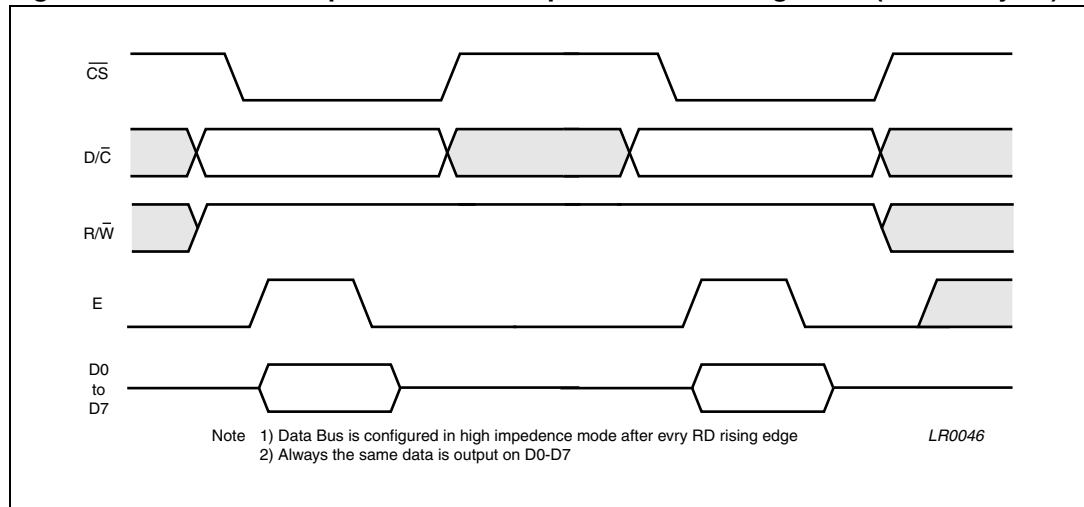 C̅S̅
D/C̅
R/W̅
E
D0
to
D7
Note 1) Data Bus is configured in high impedence mode after evry RD rising edge
2) Always the same data is output on D0-D7
LR0046